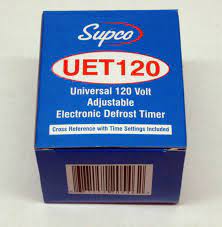 Supco
UET120
Universal 120 Volt
Adjustable
Electronic Defrost Timer
Cross Reference with Time Settings Included